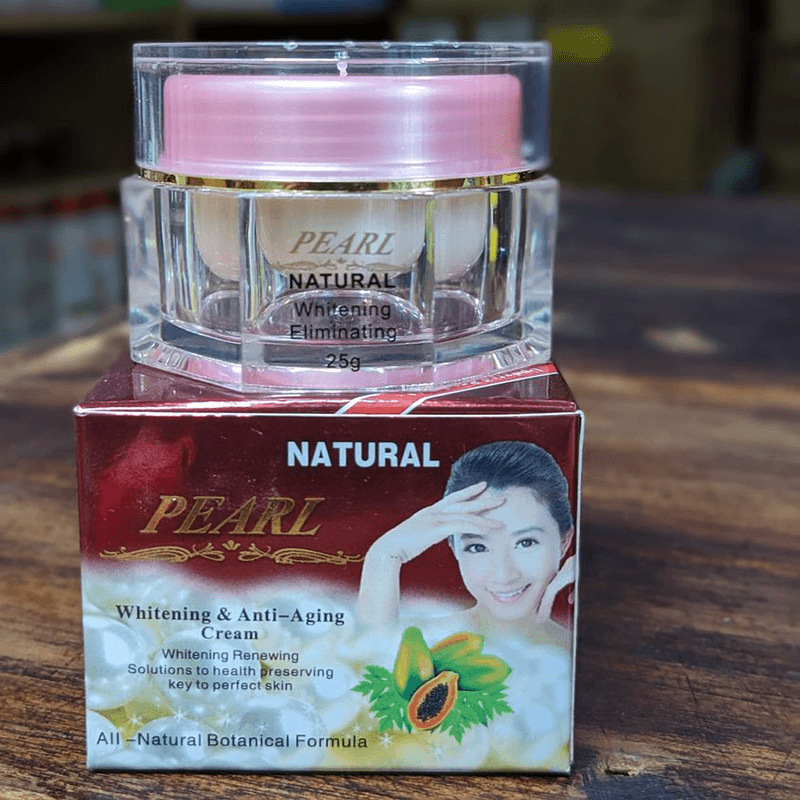 PEARL
NATURAL
Whitening
Eliminating
25g
NATURAL
PEARL
Whitening & Anti-Aging
Cream
Whitening Renewing
Solutions to health preserving
key to perfect skin
All -Natural Botanical Formula